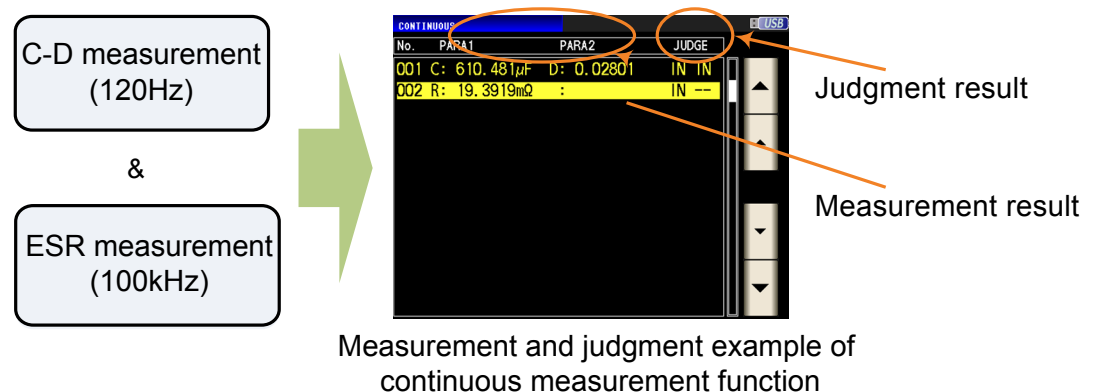 C-D measurement
(120Hz)
&
ESR measurement
(100kHz)
CONTINUOUS
USB
No. PARA1 PARA2 JUDGE
001 C: 610.481μF D: 0.02801 IN IN
002 R: 19.3919mΩ : IN --
Judgment result
Measurement result
Measurement and judgment example of
continuous measurement function